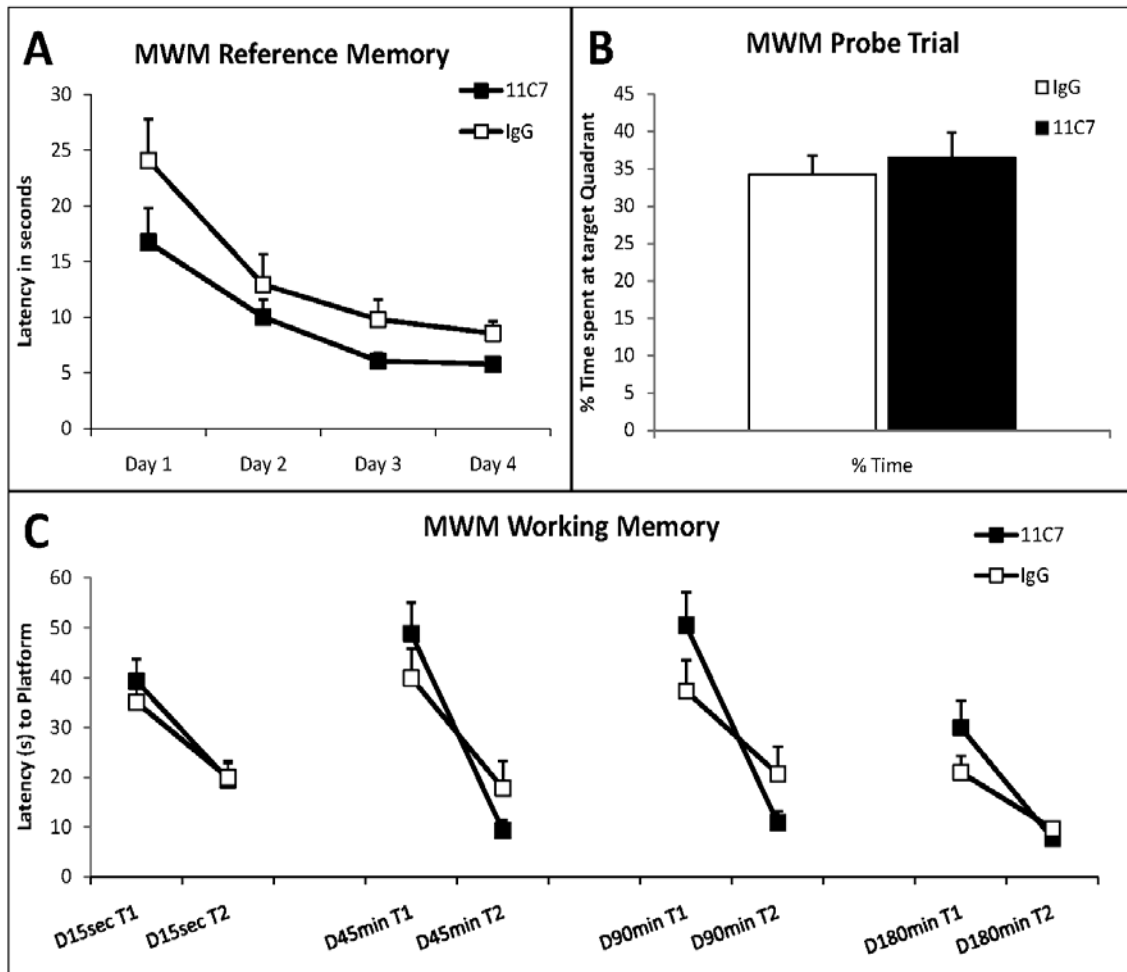 A
MWM Reference Memory
11C7
IgG
30
25
20
15
10
5
0
Latency in seconds
Day 1
Day 2
Day 3
Day 4
B
MWM Probe Trial
IgG
11C7
45
40
35
30
25
20
15
10
5
0
% Time spent at target Quadrant
% Time
C
MWM Working Memory
11C7
IgG
60
50
40
30
20
10
0
Latency (s) to Platform
D15sec T1
D15sec T2
D45min T1
D45min T2
D90min T1
D90min T2
D180min T1
D180min T2